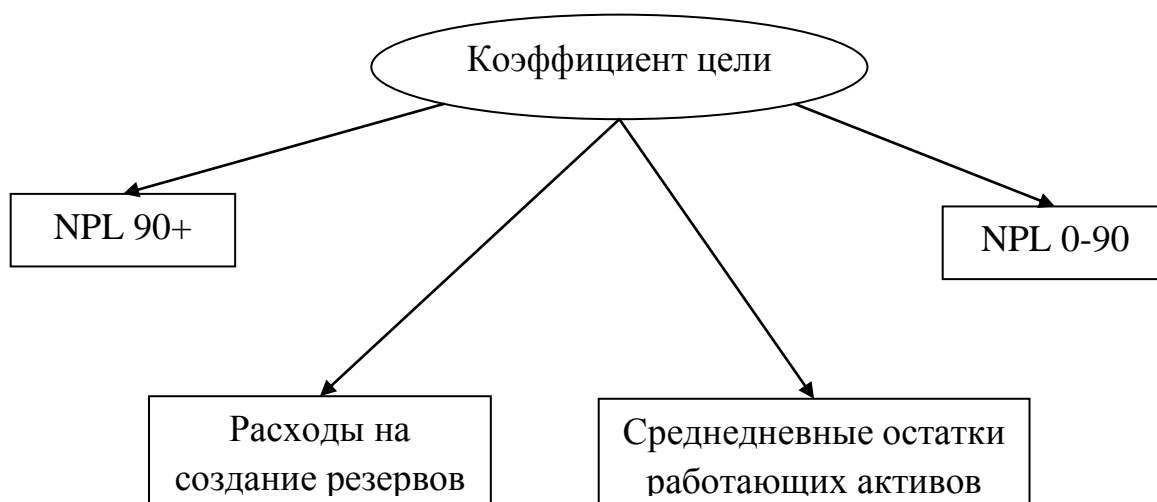 Коэффициент цели
NPL 90+
NPL 0-90
Расходы на
создание резервов
Среднедневные остатки
работающих активов